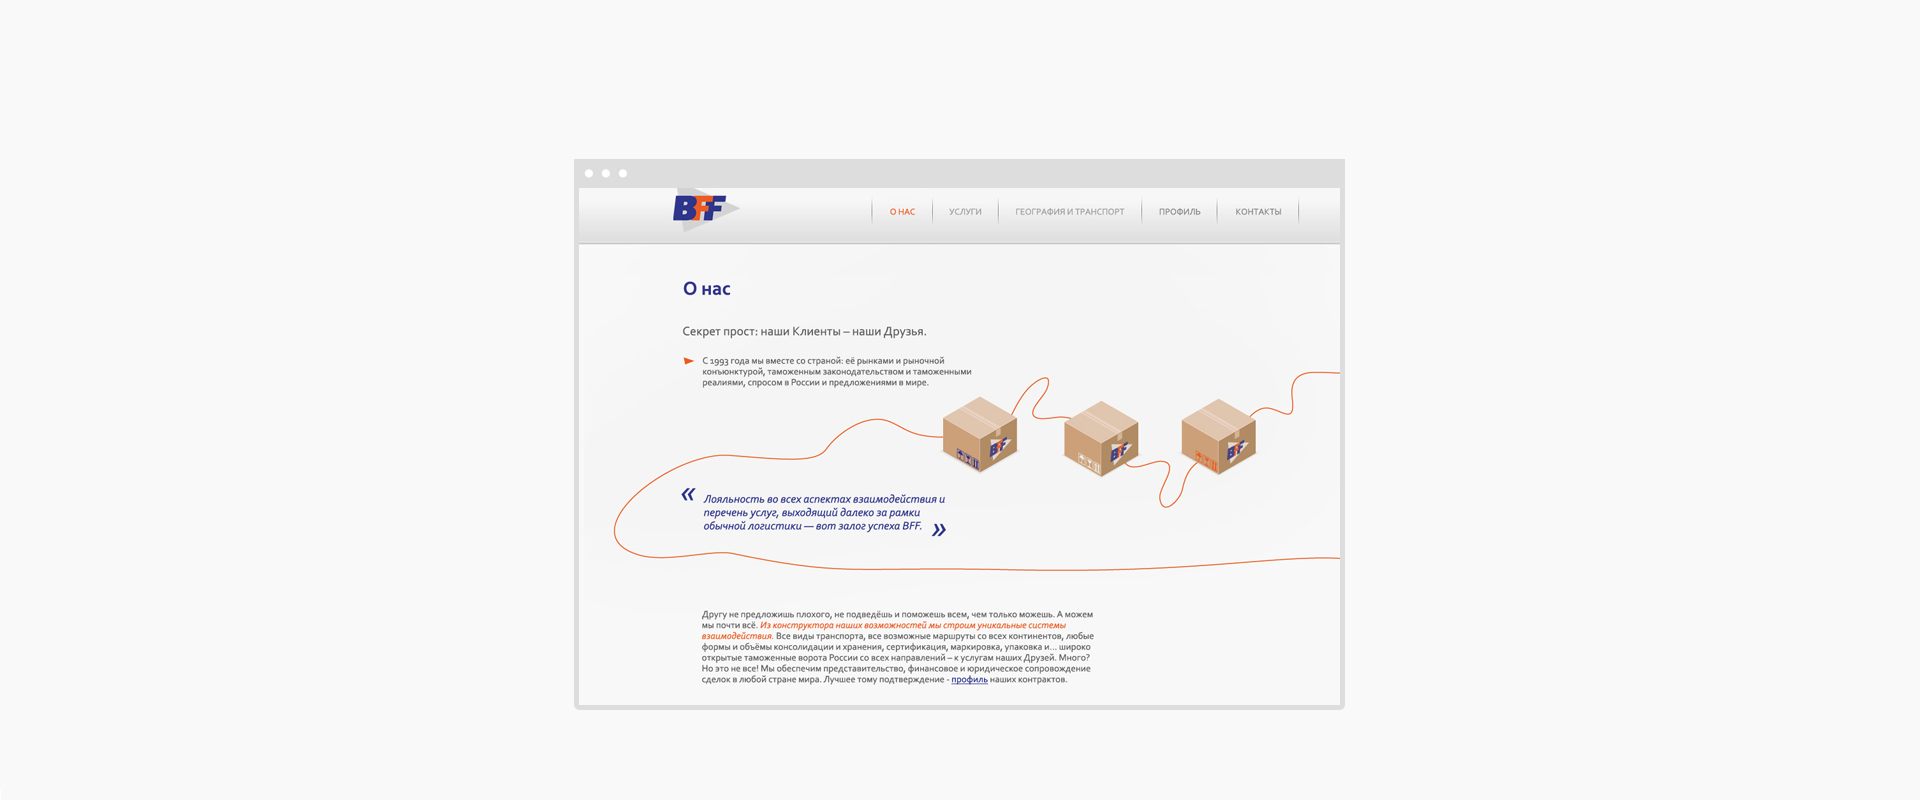 BFF
О НАС
УСЛУГИ
ГЕОГРАФИЯ И ТРАНСПОРТ
ПРОФИЛЬ
КОНТАКТЫ
О нас
Секрет прост: наши Клиенты – наши Друзья.
С 1993 года мы вместе со страной: её рынками и рыночной
конъюнктурой, таможенным законодательством и таможенными
реалиями, спросом в России и предложениями в мире.
BFF
BFF
BFF
« Лояльность во всех аспектах взаимодействия и
перечень услуг, выходящий далеко за рамки
обычной логистики — вот залог успеха BFF. »
Другу не предложишь плохого, не подведёшь и поможешь всем, чем только можешь. А можем
мы почти всё. Из конструктора наших возможностей мы строим уникальные системы
взаимодействия. Все виды транспорта, все возможные маршруты со всех континентов, любые
формы и объёмы консолидации и хранения, сертификация, маркировка, упаковка и... широко
открытые таможенные ворота России со всех направлений – к услугам наших Друзей. Много?
Но это не все! Мы обеспечим представительство, финансовое и юридическое сопровождение
сделок в любой стране мира. Лучшее тому подтверждение - профиль наших контрактов.